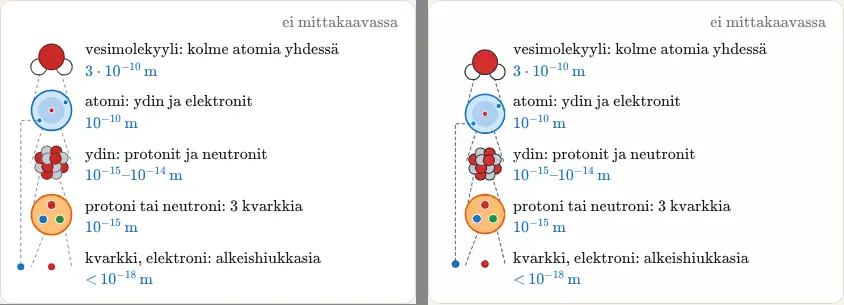 ei mittakaavassa
vesimolekyyli: kolme atomia yhdessä
3 · 10⁻¹⁰ m
atomi: ydin ja elektronit
10⁻¹⁰ m
ydin: protonit ja neutronit
10⁻¹⁵–10⁻¹⁴ m
protoni tai neutroni: 3 kvarkkia
10⁻¹⁵ m
kvarkki, elektroni: alkeishiukkasia
< 10⁻¹⁸ m
ei mittakaavassa
vesimolekyyli: kolme atomia yhdessä
3 · 10⁻¹⁰ m
atomi: ydin ja elektronit
10⁻¹⁰ m
ydin: protonit ja neutronit
10⁻¹⁵–10⁻¹⁴ m
protoni tai neutroni: 3 kvarkkia
10⁻¹⁵ m
kvarkki, elektroni: alkeishiukkasia
< 10⁻¹⁸ m